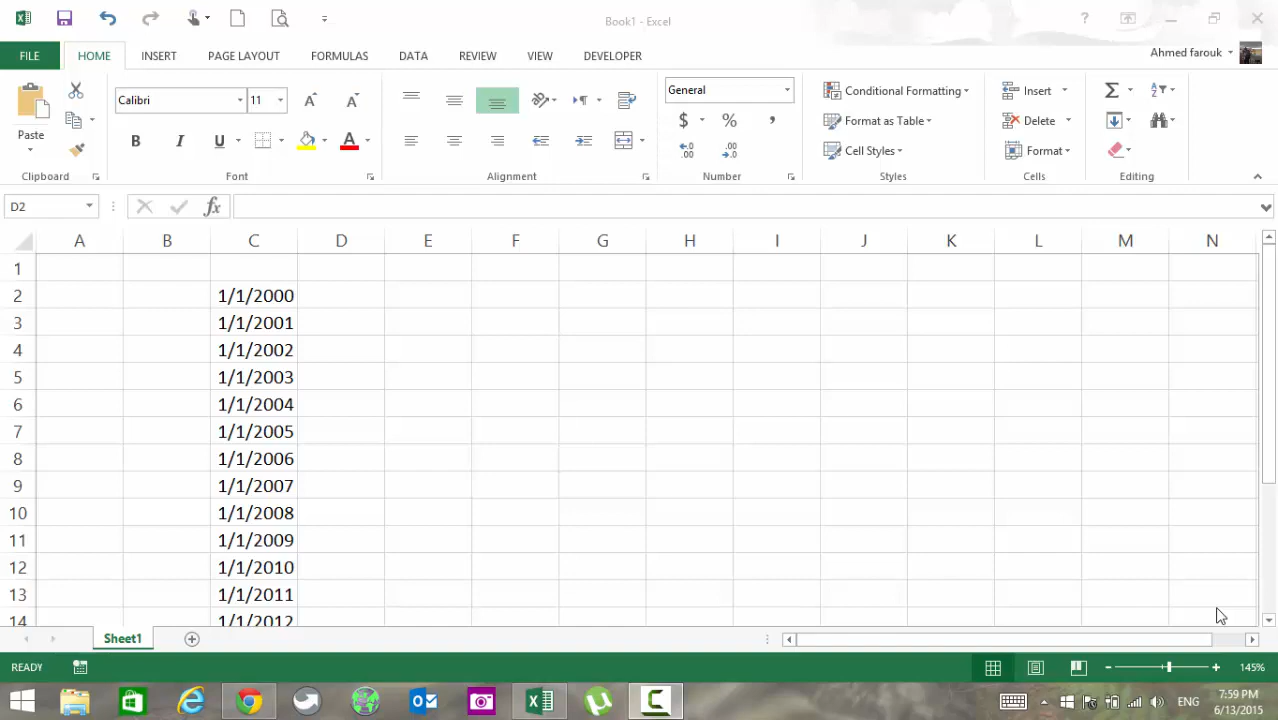 Book1 - Excel
?
FILE
HOME
INSERT
PAGE LAYOUT
FORMULAS
DATA
REVIEW
VIEW
DEVELOPER
Ahmed farouk
Paste
Clipboard
Calibri
11
A
A
B
I
U
A
Font
Alignment
General
$
%
,
.0
.00
.00
.0
Number
Conditional Formatting
Format as Table
Cell Styles
Styles
Insert
Delete
Format
Cells
Σ
Editing
D2
fx
A B C D E F G H I J K L M N
1
2 1/1/2000
3 1/1/2001
4 1/1/2002
5 1/1/2003
6 1/1/2004
7 1/1/2005
8 1/1/2006
9 1/1/2007
10 1/1/2008
11 1/1/2009
12 1/1/2010
13 1/1/2011
14 1/1/2012
Sheet1
READY
145%
ENG
7:59 PM
6/13/2015